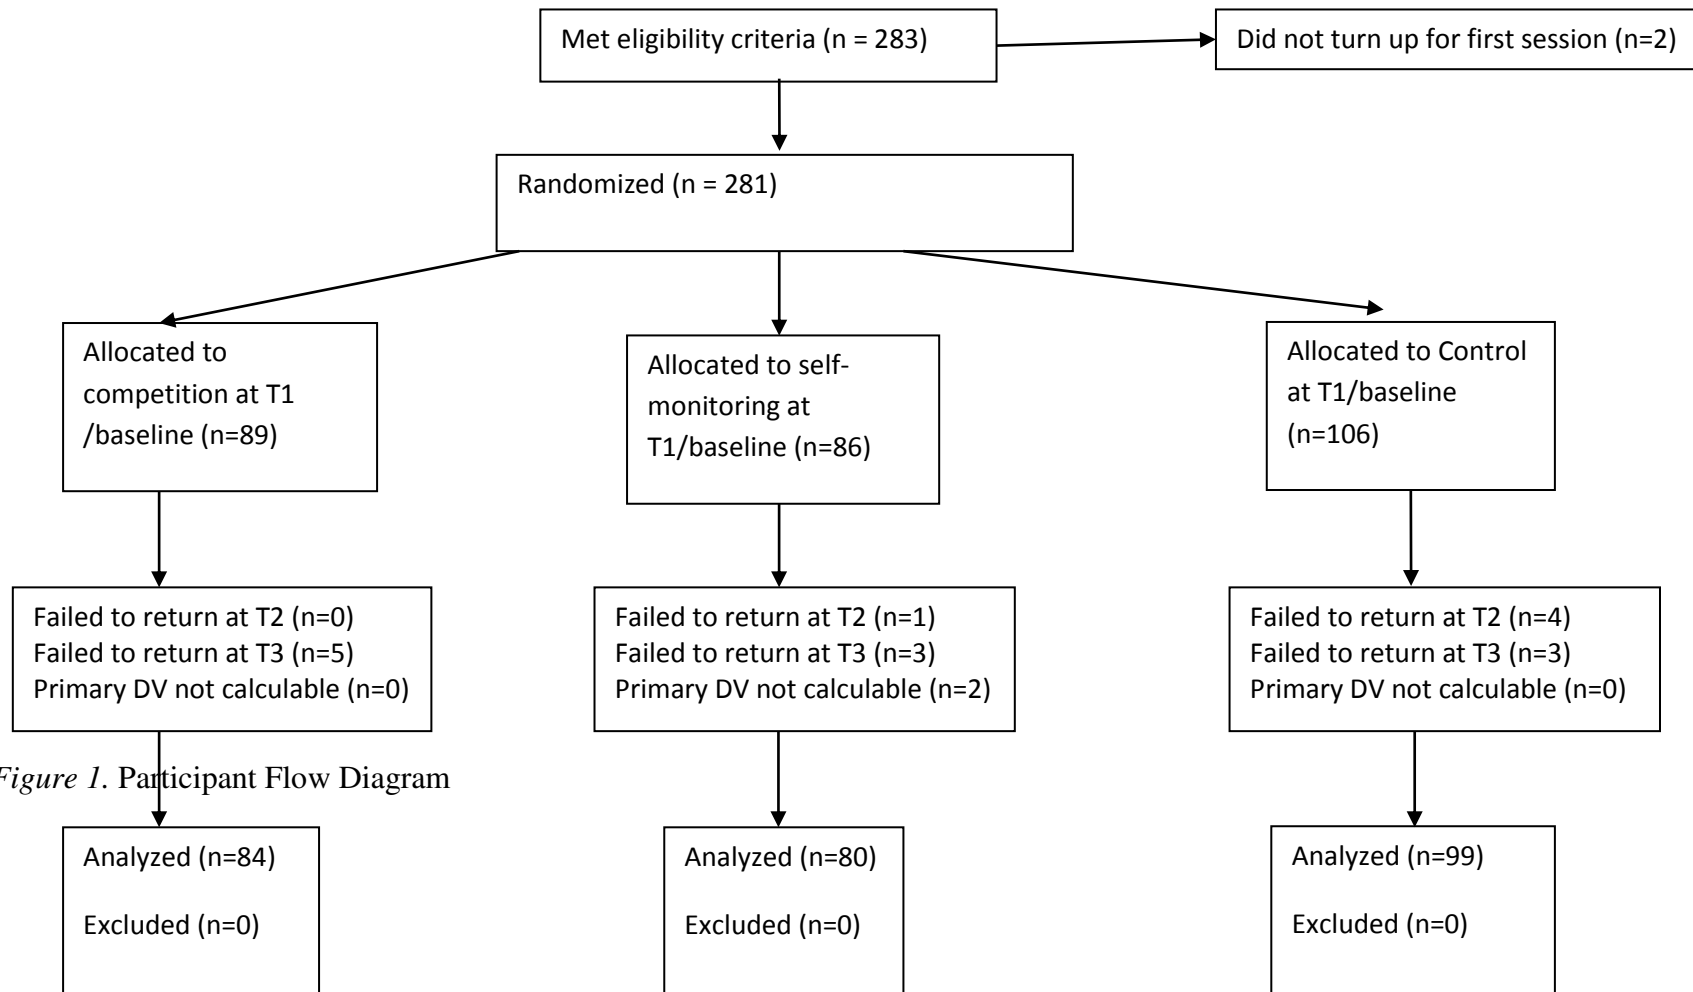 Met eligibility criteria (n = 283)
Did not turn up for first session (n=2)
Randomized (n = 281)
Allocated to
competition at T1
/baseline (n=89)
Allocated to self-
monitoring at
T1/baseline (n=86)
Allocated to Control
at T1/baseline
(n=106)
Failed to return at T2 (n=0)
Failed to return at T3 (n=5)
Primary DV not calculable (n=0)
Failed to return at T2 (n=1)
Failed to return at T3 (n=3)
Primary DV not calculable (n=2)
Failed to return at T2 (n=4)
Failed to return at T3 (n=3)
Primary DV not calculable (n=0)
Figure 1. Participant Flow Diagram
Analyzed (n=84)
Excluded (n=0)
Analyzed (n=80)
Excluded (n=0)
Analyzed (n=99)
Excluded (n=0)